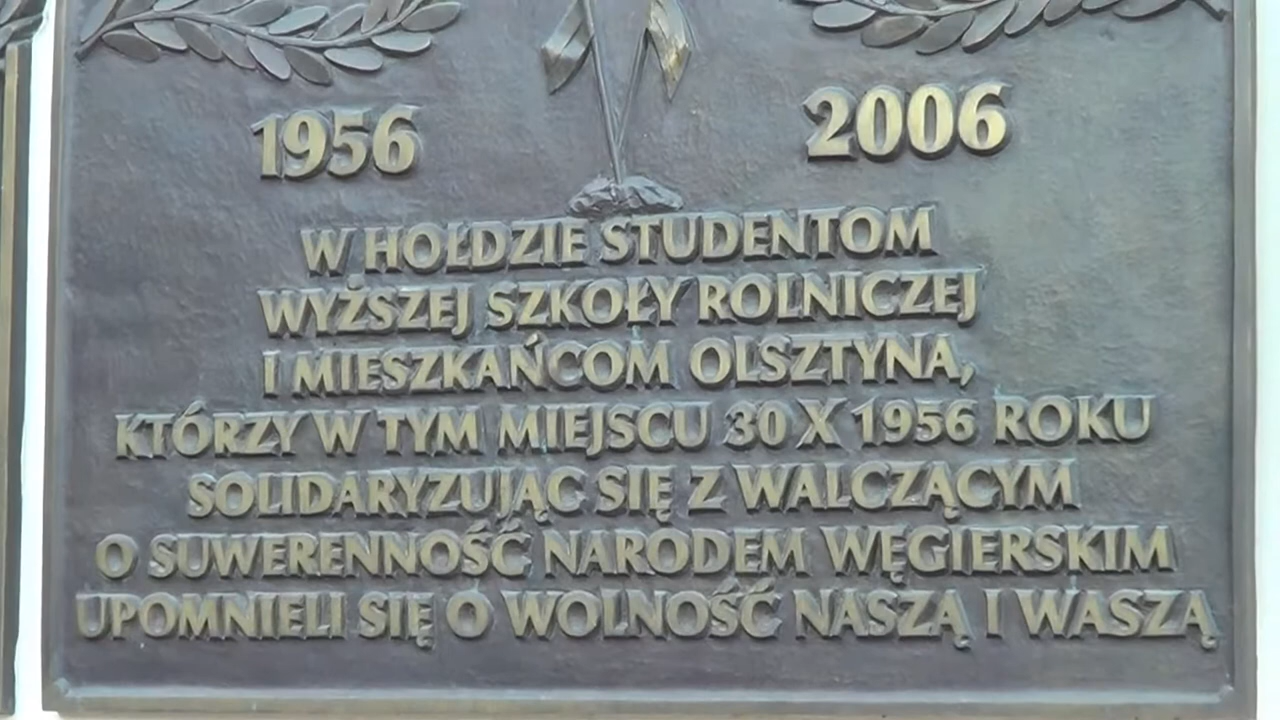 1956 2006
W HOŁDZIE STUDENTOM
WYŻSZEJ SZKOŁY ROLNICZEJ
I MIESZKAŃCOM OLSZTYNA,
KTÓRZY W TYM MIEJSCU 30 X 1956 ROKU
SOLIDARYZUJĄC SIĘ Z WALCZĄCYM
O SUWERENNOŚĆ NARODEM WĘGIERSKIM
UPOMNIELI SIĘ O WOLNOŚĆ NASZĄ I WASZĄ